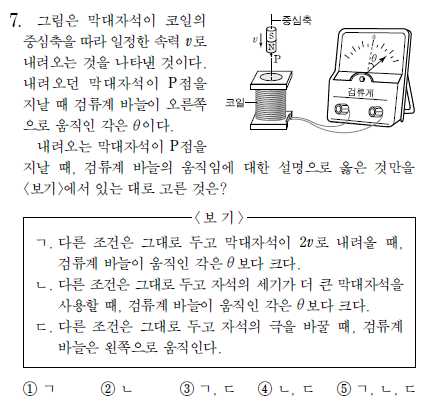 7. 그림은 막대자석이 코일의
중심축을 따라 일정한 속력 v로
내려오는 것을 나타낸 것이다.
내려오던 막대자석이 P점을
지날 때 검류계 바늘이 오른쪽
으로 움직인 각은 θ이다.
중심축
v
S
N
P
코일
0
θ
검류계
내려오는 막대자석이 P점을
지날 때, 검류계 바늘의 움직임에 대한 설명으로 옳은 것만을
<보기>에서 있는 대로 고른 것은?
<보 기>
ㄱ. 다른 조건은 그대로 두고 막대자석이 2v로 내려올 때,
검류계 바늘이 움직인 각은 θ보다 크다.
ㄴ. 다른 조건은 그대로 두고 자석의 세기가 더 큰 막대자석을
사용할 때, 검류계 바늘이 움직인 각은 θ보다 크다.
ㄷ. 다른 조건은 그대로 두고 자석의 극을 바꿀 때, 검류계
바늘은 왼쪽으로 움직인다.
① ㄱ ② ㄴ ③ ㄱ, ㄷ ④ ㄴ, ㄷ ⑤ ㄱ, ㄴ, ㄷ